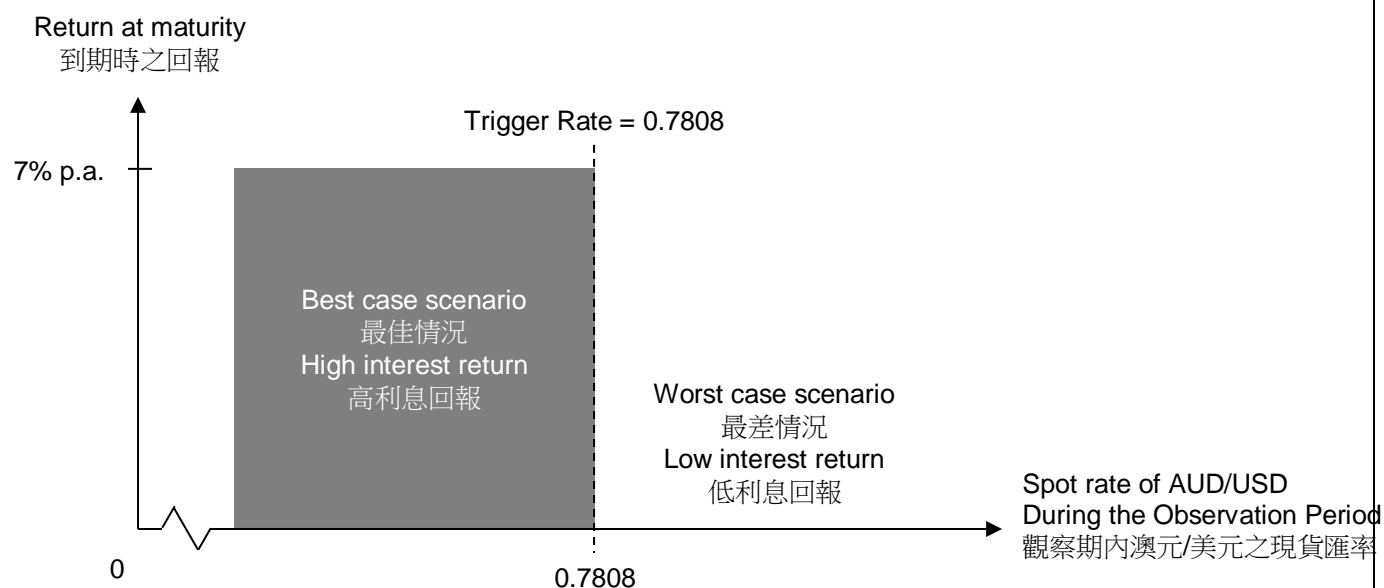 Return at maturity
到期時之回報
Trigger Rate = 0.7808
7% p.a.
Best case scenario
最佳情況
High interest return
高利息回報
Worst case scenario
最差情況
Low interest return
低利息回報
Spot rate of AUD/USD
During the Observation Period
觀察期內澳元/美元之現貨匯率
0
0.7808